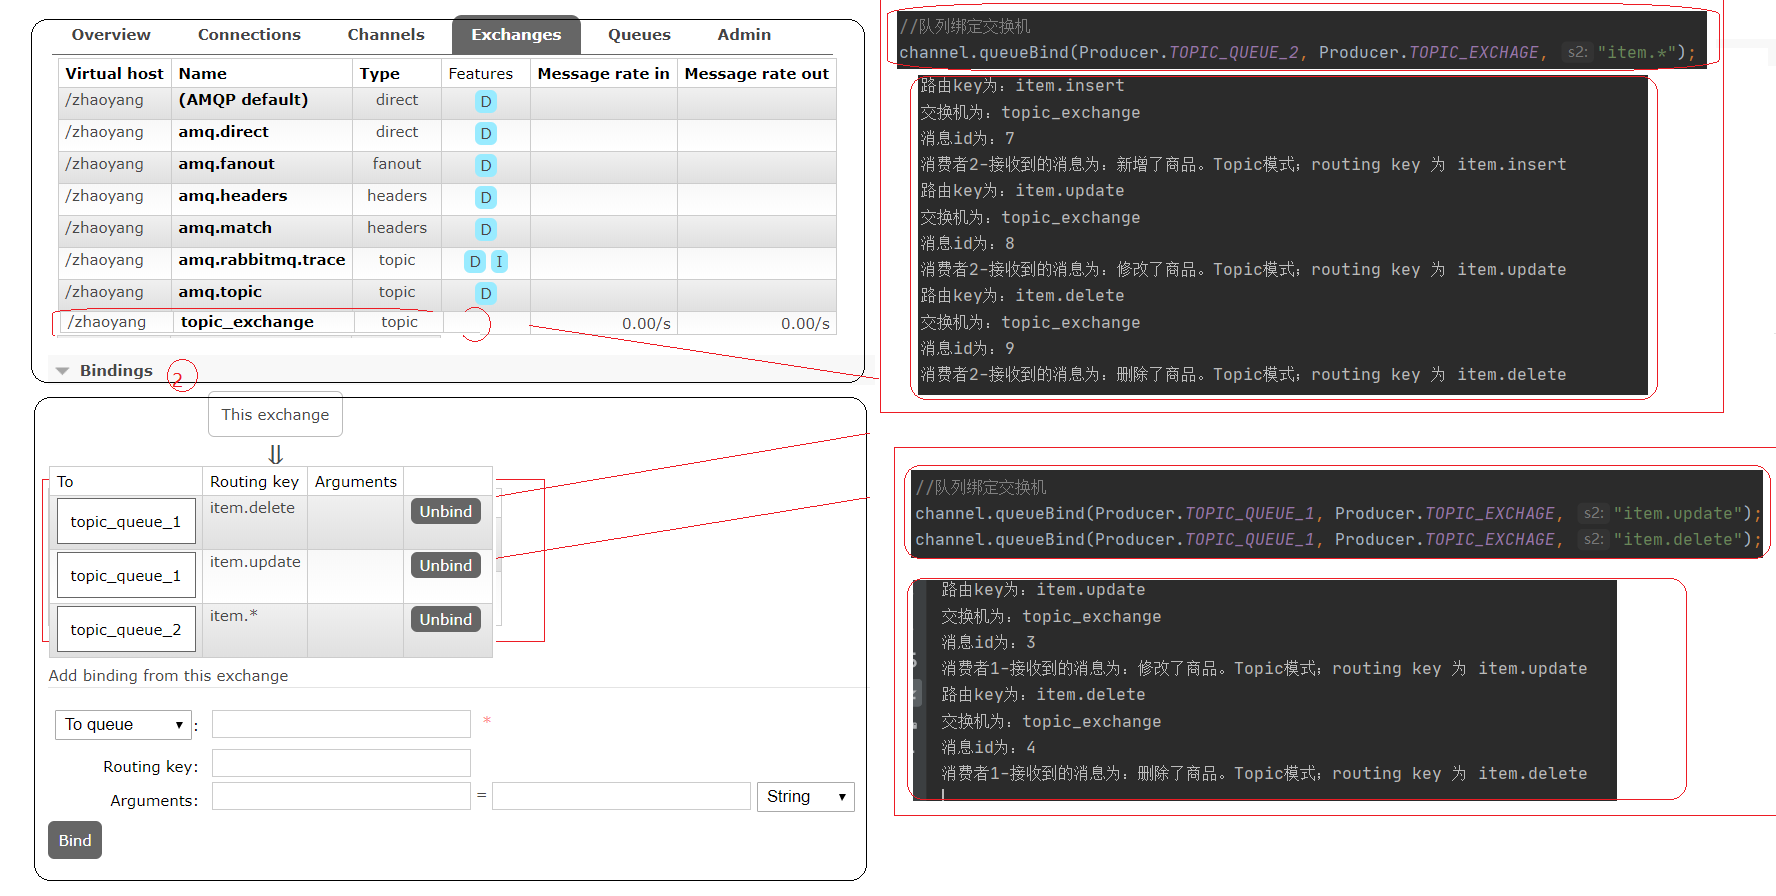 Overview Connections Channels Exchanges Queues Admin
Virtual host Name Type Features Message rate in Message rate out
/zhaoyang (AMQP default) direct D
/zhaoyang amq.direct direct D
/zhaoyang amq.fanout fanout D
/zhaoyang amq.headers headers D
/zhaoyang amq.match headers D
/zhaoyang amq.rabbitmq.trace topic D I
/zhaoyang amq.topic topic D
/zhaoyang topic_exchange topic 0.00/s 0.00/s
Bindings 2
This exchange
⇓
To Routing key Arguments
topic_queue_1 item.delete Unbind
topic_queue_1 item.update Unbind
topic_queue_2 item.* Unbind
Add binding from this exchange
To queue : *
Routing key:
Arguments: = String
Bind
//队列绑定交换机
channel.queueBind(Producer.TOPIC_QUEUE_2, Producer.TOPIC_EXCHAGE, s2: "item.*");
路由key为: item.insert
交换机为: topic_exchange
消息id为: 7
消费者2-接收到的消息为: 新增了商品。Topic模式; routing key 为 item.insert
路由key为: item.update
交换机为: topic_exchange
消息id为: 8
消费者2-接收到的消息为: 修改了商品。Topic模式; routing key 为 item.update
路由key为: item.delete
交换机为: topic_exchange
消息id为: 9
消费者2-接收到的消息为: 删除了商品。Topic模式; routing key 为 item.delete
//队列绑定交换机
channel.queueBind(Producer.TOPIC_QUEUE_1, Producer.TOPIC_EXCHAGE, s2: "item.update");
channel.queueBind(Producer.TOPIC_QUEUE_1, Producer.TOPIC_EXCHAGE, s2: "item.delete");
路由key为: item.update
交换机为: topic_exchange
消息id为: 3
消费者1-接收到的消息为: 修改了商品。Topic模式; routing key 为 item.update
路由key为: item.delete
交换机为: topic_exchange
消息id为: 4
消费者1-接收到的消息为: 删除了商品。Topic模式; routing key 为 item.delete